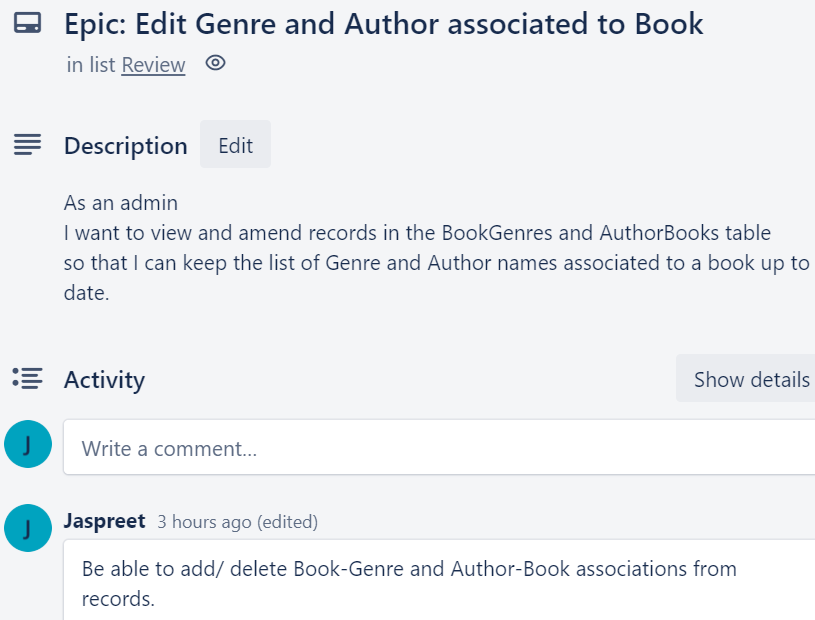 Epic: Edit Genre and Author associated to Book
in list Review
Description
Edit
As an admin
I want to view and amend records in the BookGenres and AuthorBooks table
so that I can keep the list of Genre and Author names associated to a book up to
date.
Activity
Show details
J
Write a comment...
J
Jaspreet 3 hours ago (edited)
Be able to add/ delete Book-Genre and Author-Book associations from
records.